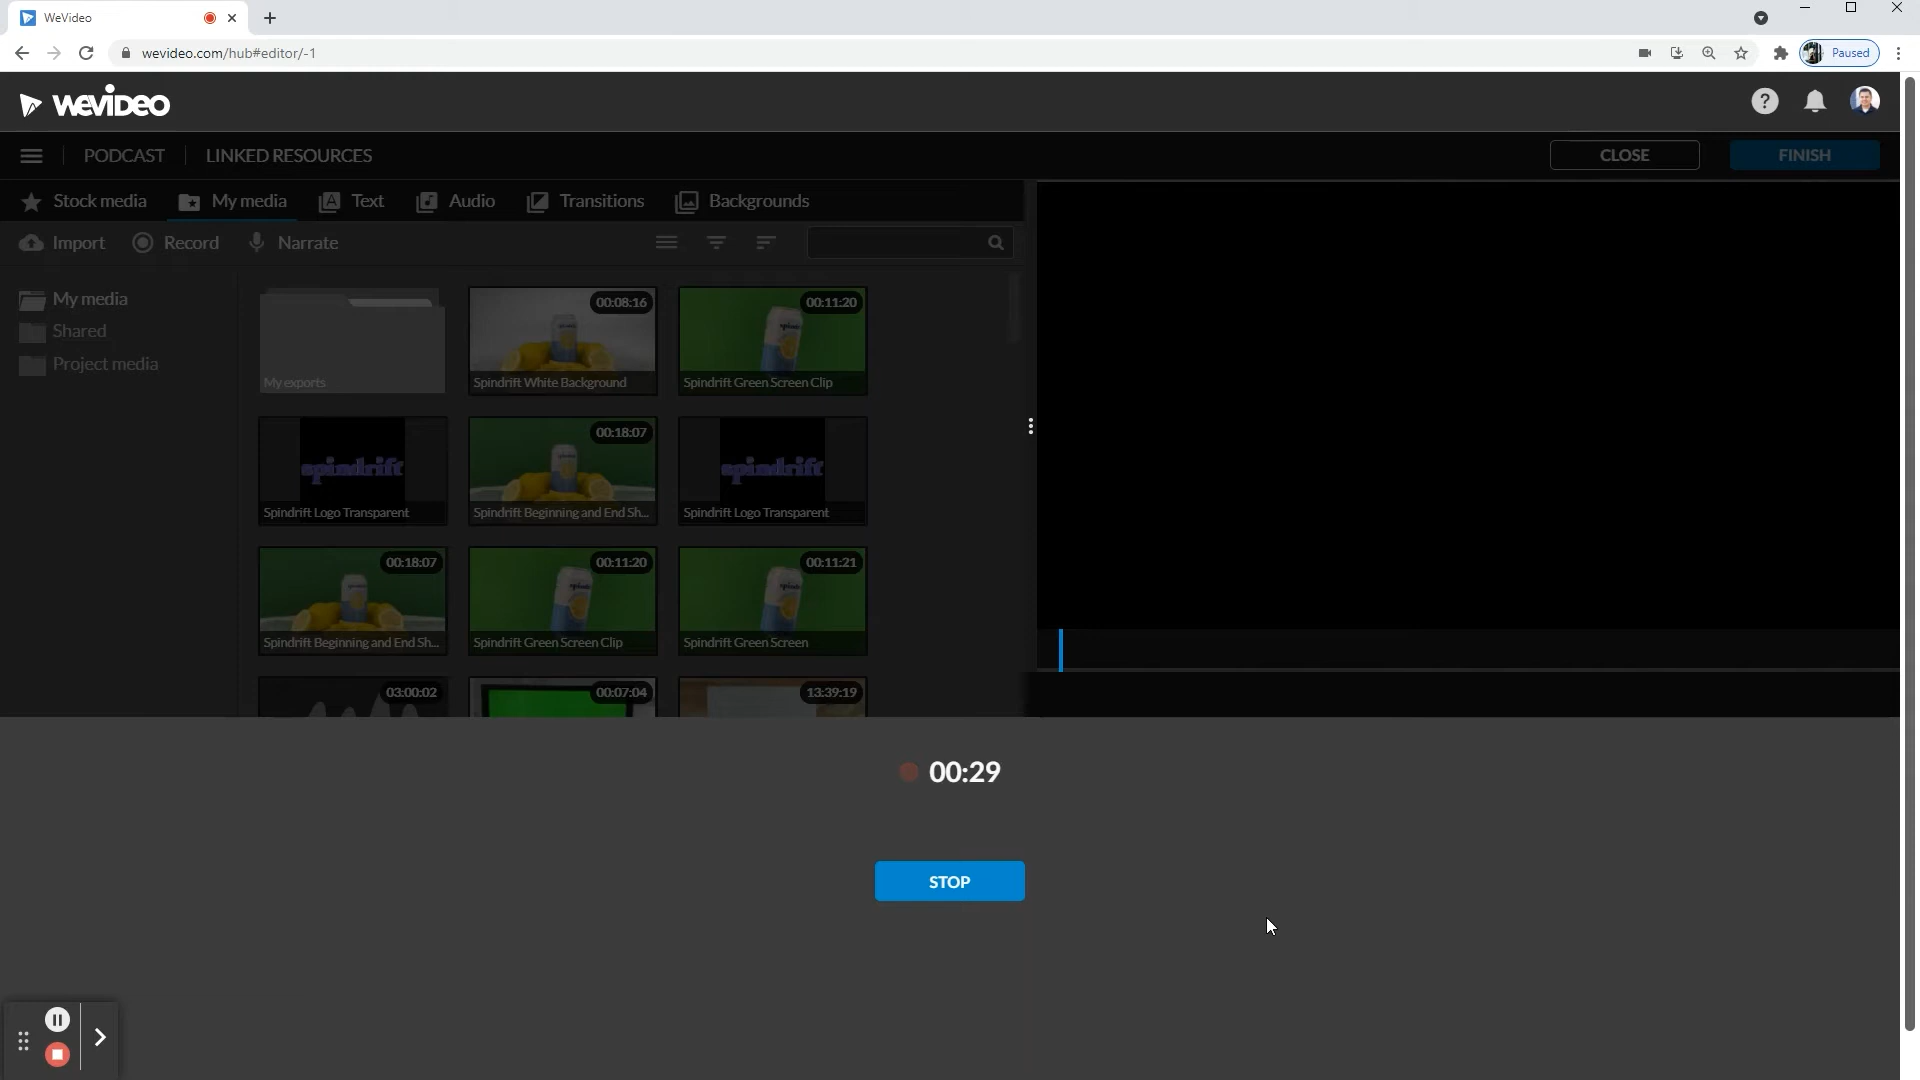 WeVideo
wevideo.com/hub#editor/-1
Paused
WEVIDEO
?
PODCAST
LINKED RESOURCES
CLOSE
FINISH
Stock media
My media
Text
Audio
Transitions
Backgrounds
Import
Record
Narrate
My media
Shared
Project media
My exports
00:08:16
Spindrift White Background
00:11:20
Spindrift Green Screen Clip
spindrift
Spindrift Logo Transparent
00:18:07
Spindrift Beginning and End Sh...
spindrift
Spindrift Logo Transparent
00:18:07
Spindrift Beginning and End Sh...
00:11:20
Spindrift Green Screen Clip
00:11:21
Spindrift Green Screen
03:00:02
00:07:04
13:39:19
00:29
STOP